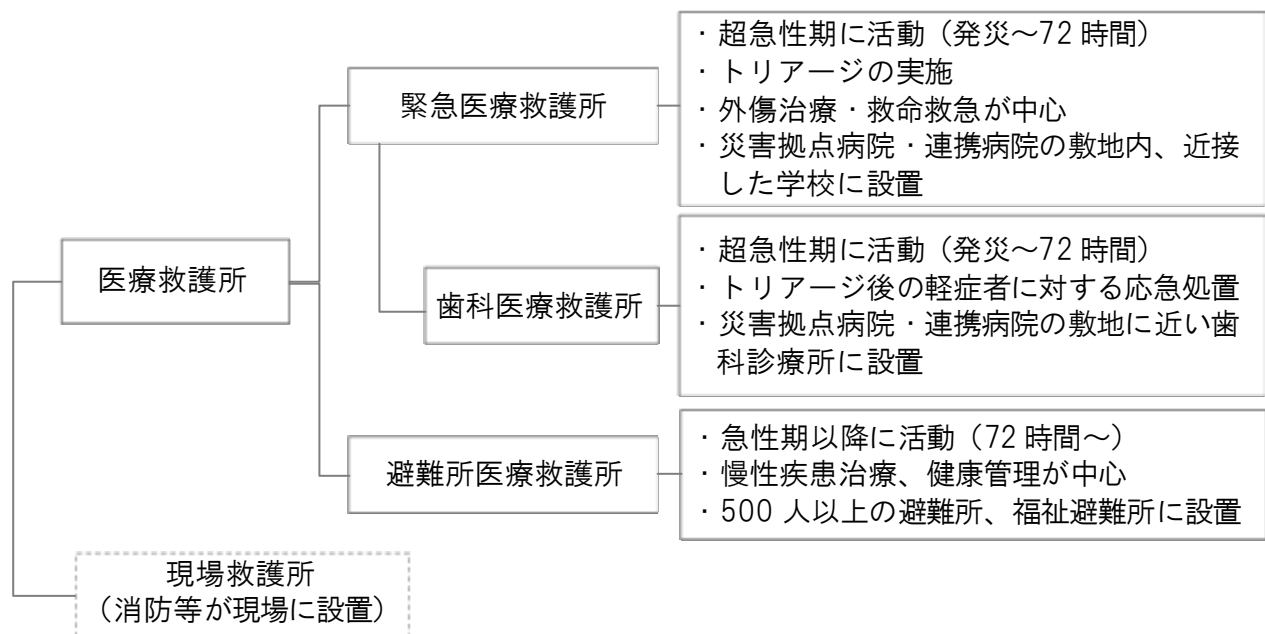 ・超急性期に活動（発災～72 時間）
・トリアージの実施
・外傷治療・救命救急が中心
・災害拠点病院・連携病院の敷地内、近接
した学校に設置
緊急医療救護所
・超急性期に活動（発災～72 時間）
・トリアージ後の軽症者に対する応急処置
・災害拠点病院・連携病院の敷地に近い歯
科診療所に設置
歯科医療救護所
医療救護所
・急性期以降に活動（72 時間～）
・慢性疾患治療、健康管理が中心
・500 人以上の避難所、福祉避難所に設置
避難所医療救護所
現場救護所
（消防等が現場に設置）